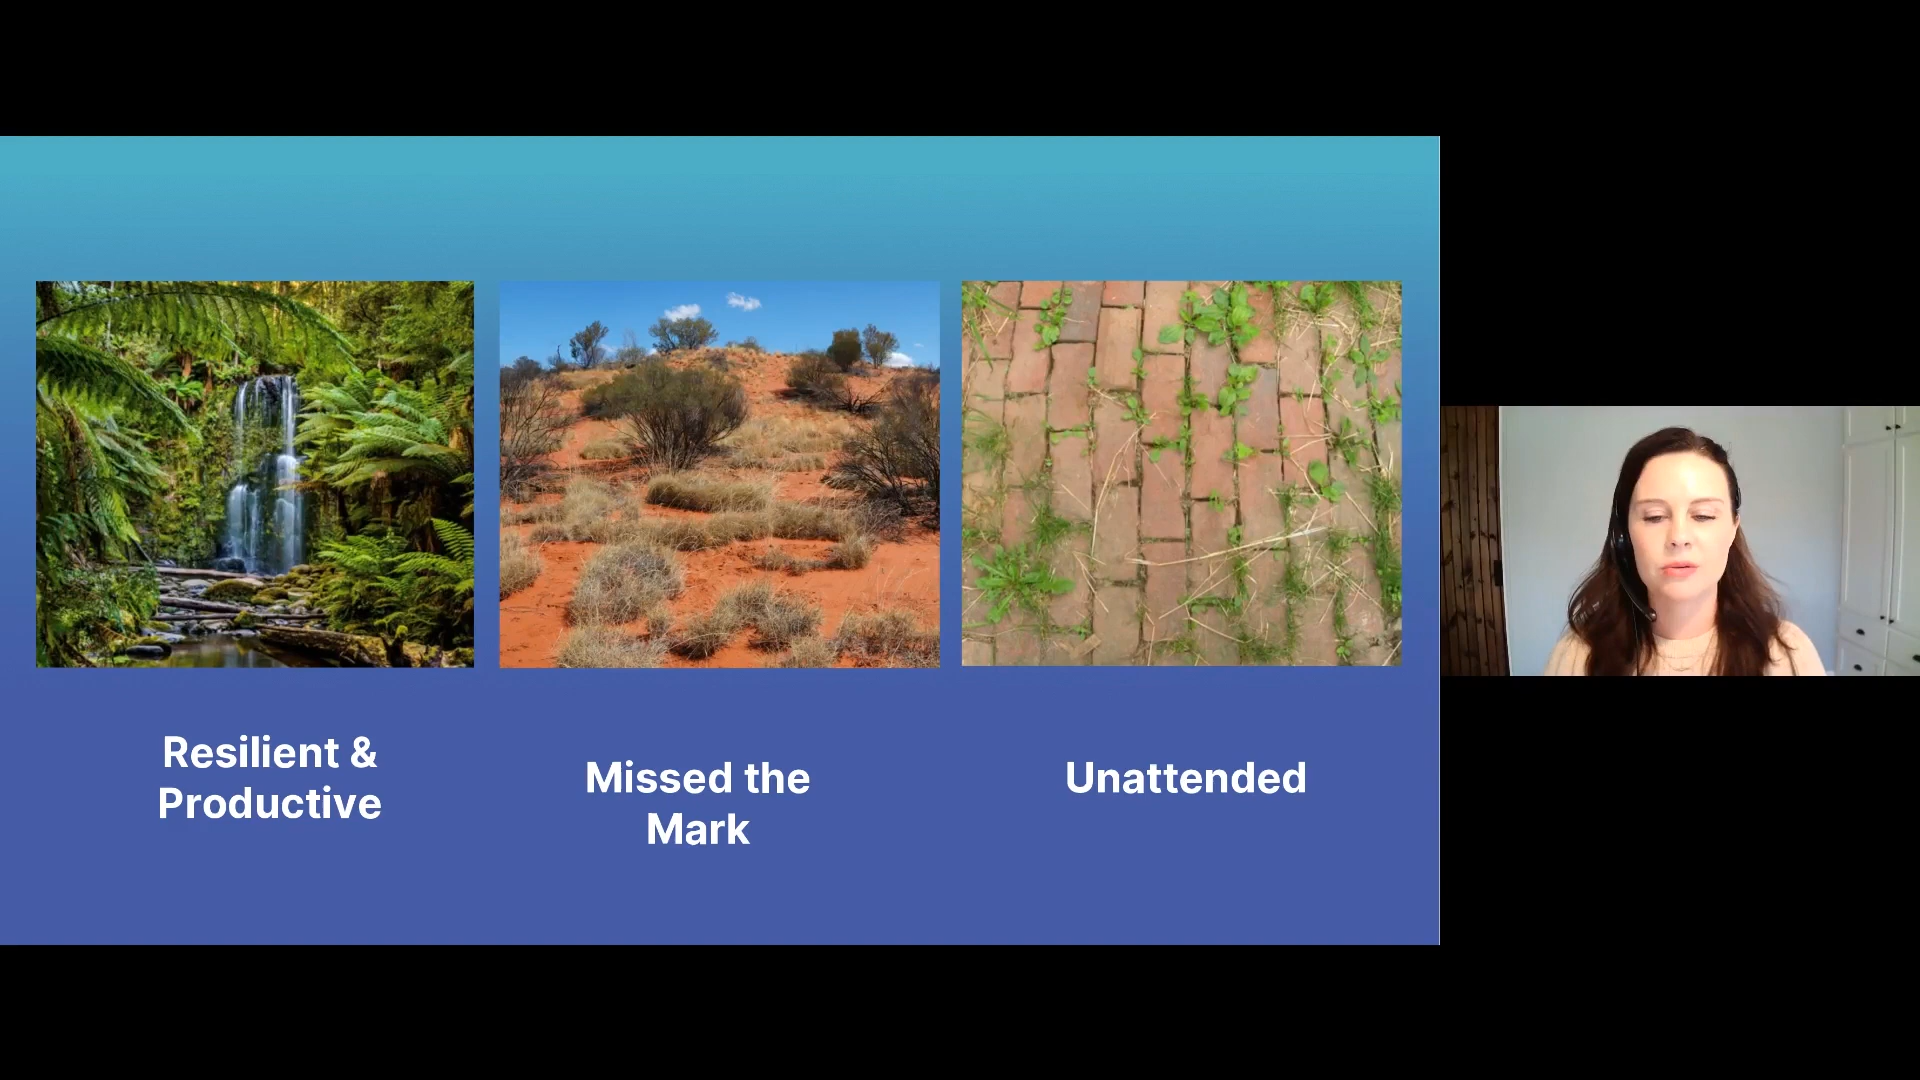 Resilient &
Productive
Missed the
Mark
Unattended